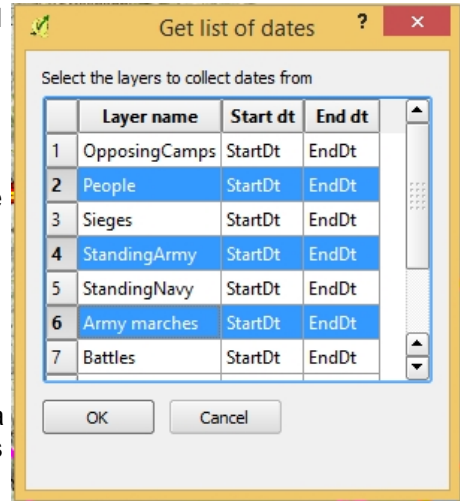 Get list of dates ? ×
Select the layers to collect dates from
Layer name Start dt End dt
1 OpposingCamps StartDt EndDt
2 People StartDt EndDt
3 Sieges StartDt EndDt
4 StandingArmy StartDt EndDt
5 StandingNavy StartDt EndDt
6 Army marches StartDt EndDt
7 Battles StartDt EndDt
OK Cancel